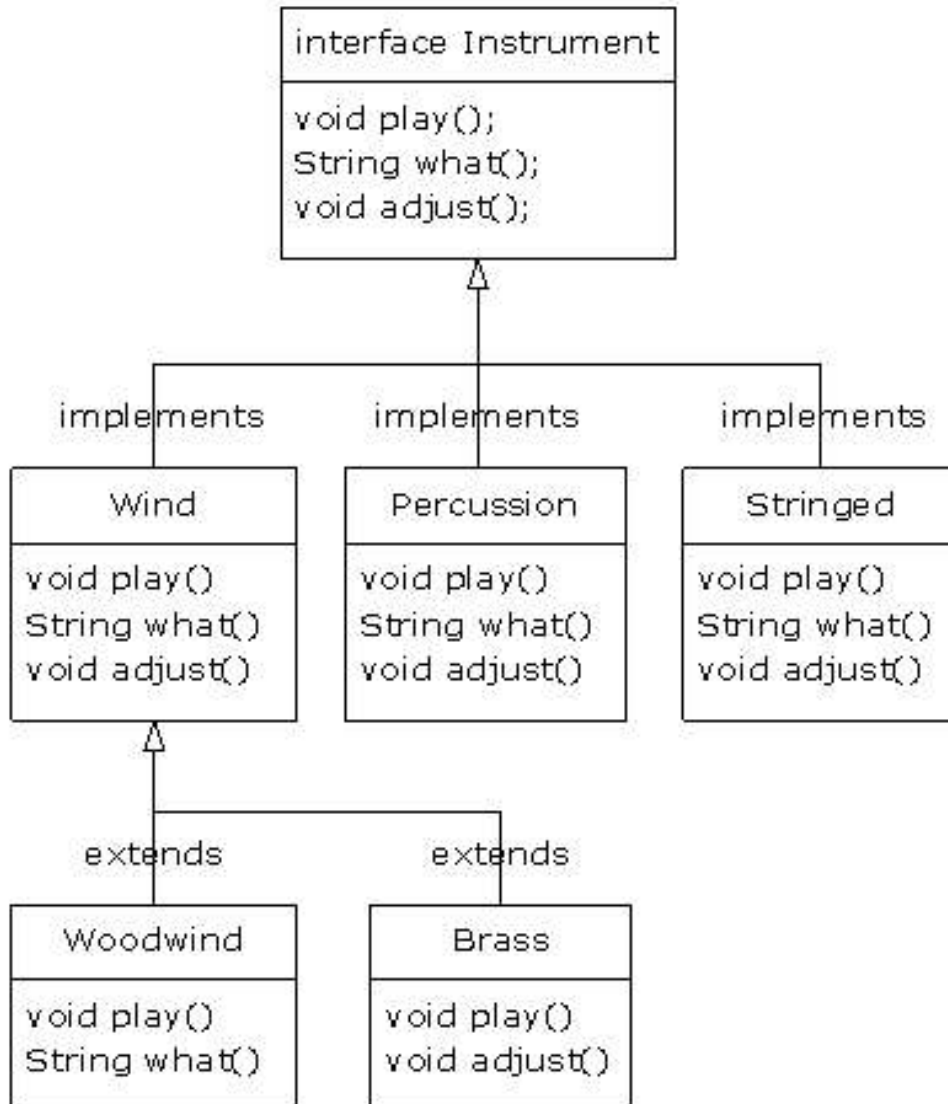 interface Instrument
void play();
String what();
void adjust();
implements
implements
implements
Wind
void play()
String what()
void adjust()
Percussion
void play()
String what()
void adjust()
Stringed
void play()
String what()
void adjust()
extends
extends
Woodwind
void play()
String what()
Brass
void play()
void adjust()